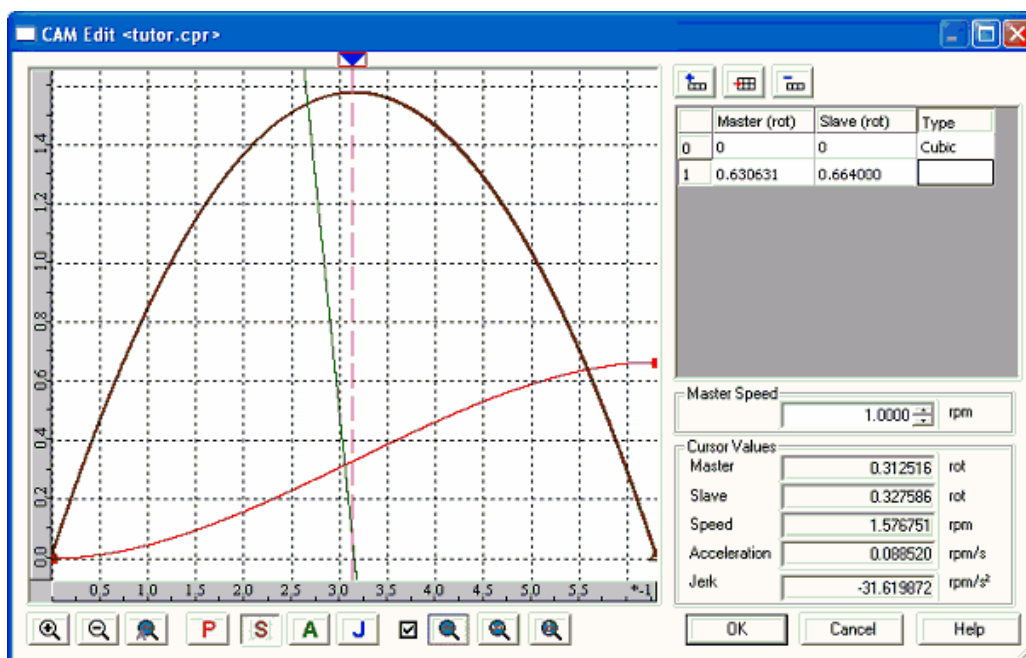 CAM Edit <tutor.cpr>
Master (rot) Slave (rot) Type
0 0 0 Cubic
1 0.630631 0.664000
1,4
1,2
1,0
0,8
0,6
0,4
0,2
0,0
0,5 1,0 1,5 2,0 2,5 3,0 3,5 4,0 4,5 5,0 5,5 *-1
Master Speed
1.0000 rpm
Cursor Values
Master 0.312516 rot
Slave 0.327586 rot
Speed 1.576751 rpm
Acceleration 0.088520 rpm/s
Jerk -31.619872 rpm/s²
P S A J
OK Cancel Help